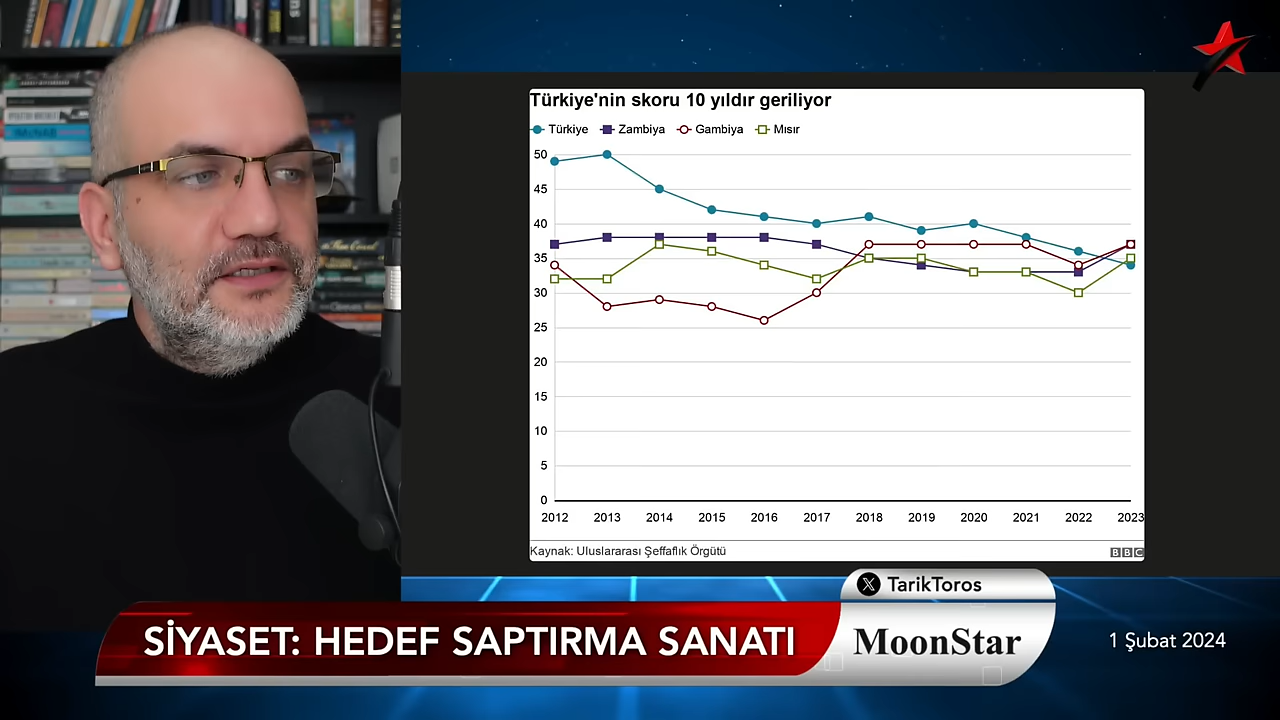 Türkiye'nin skoru 10 yıldır geriliyor
Türkiye Zambiya Gambiya Mısır
50
45
40
35
30
25
20
15
10
5
0
2012 2013 2014 2015 2016 2017 2018 2019 2020 2021 2022 2023
Kaynak: Uluslararası Şeffaflık Örgütü
BBC
TarikToros
SİYASET: HEDEF SAPTIRMA SANATI
MoonStar
1 Şubat 2024